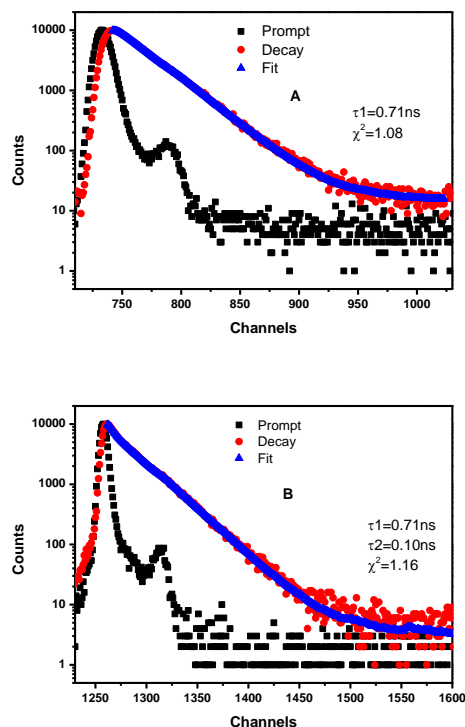 10000
1000
100
10
1
Counts
Prompt
Decay
Fit
A
τ1=0.71ns
χ²=1.08
750 800 850 900 950 1000
Channels
10000
1000
100
10
1
Counts
Prompt
Decay
Fit
B
τ1=0.71ns
τ2=0.10ns
χ²=1.16
1250 1300 1350 1400 1450 1500 1550 1600
Channels